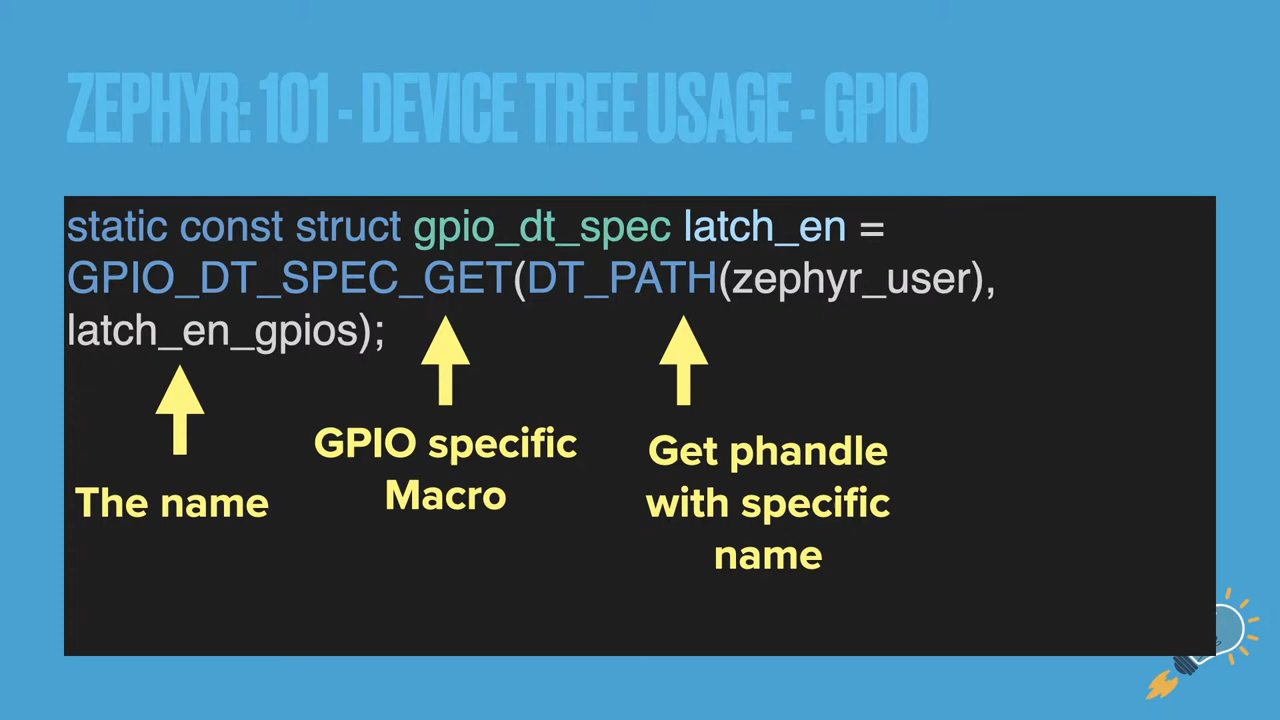 ZEPHYR: 101 - DEVICE TREE USAGE - GPIO
static const struct gpio_dt_spec latch_en =
GPIO_DT_SPEC_GET(DT_PATH(zephyr_user),
latch_en_gpios);
The name
GPIO specific
Macro
Get phandle
with specific
name